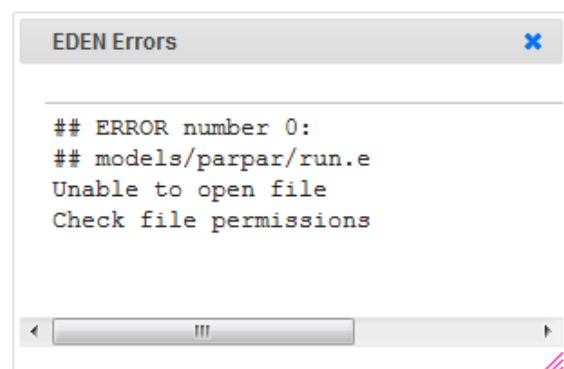 EDEN Errors
## ERROR number 0:
## models/parpar/run.e
Unable to open file
Check file permissions